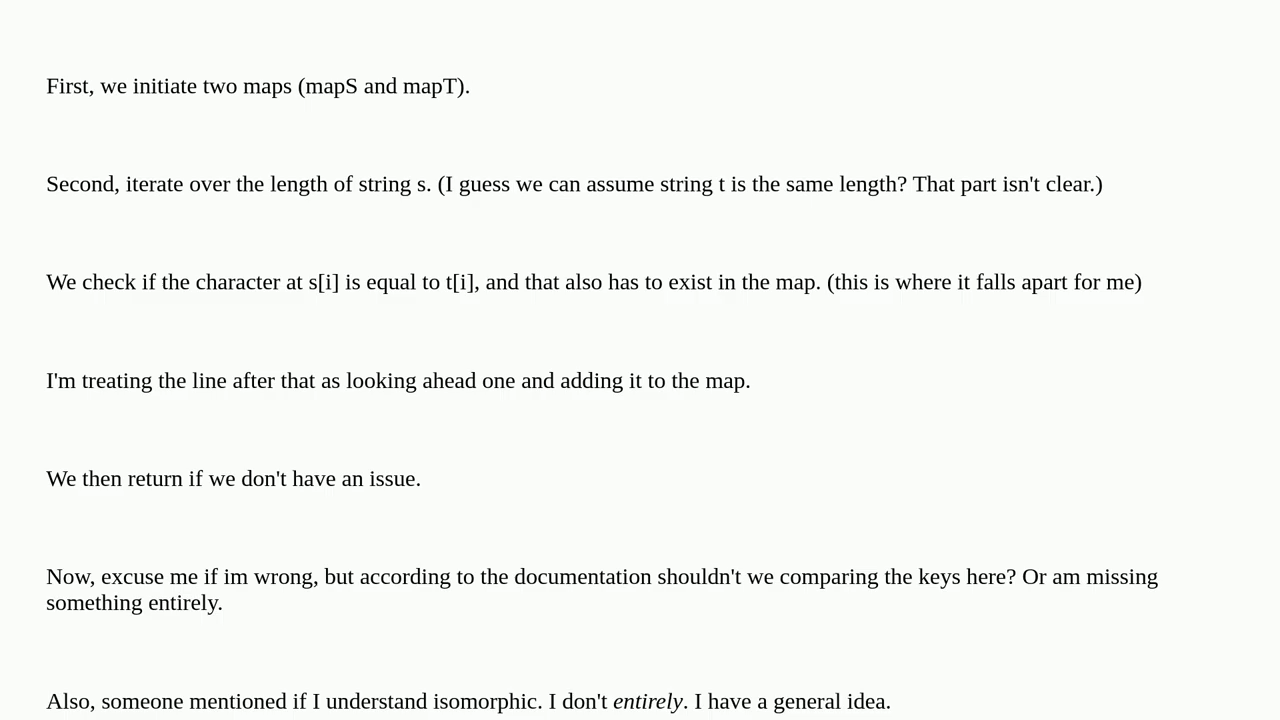 First, we initiate two maps (mapS and mapT).
Second, iterate over the length of string s. (I guess we can assume string t is the same length? That part isn't clear.)
We check if the character at s[i] is equal to t[i], and that also has to exist in the map. (this is where it falls apart for me)
I'm treating the line after that as looking ahead one and adding it to the map.
We then return if we don't have an issue.
Now, excuse me if im wrong, but according to the documentation shouldn't we comparing the keys here? Or am missing
something entirely.
Also, someone mentioned if I understand isomorphic. I don't entirely. I have a general idea.